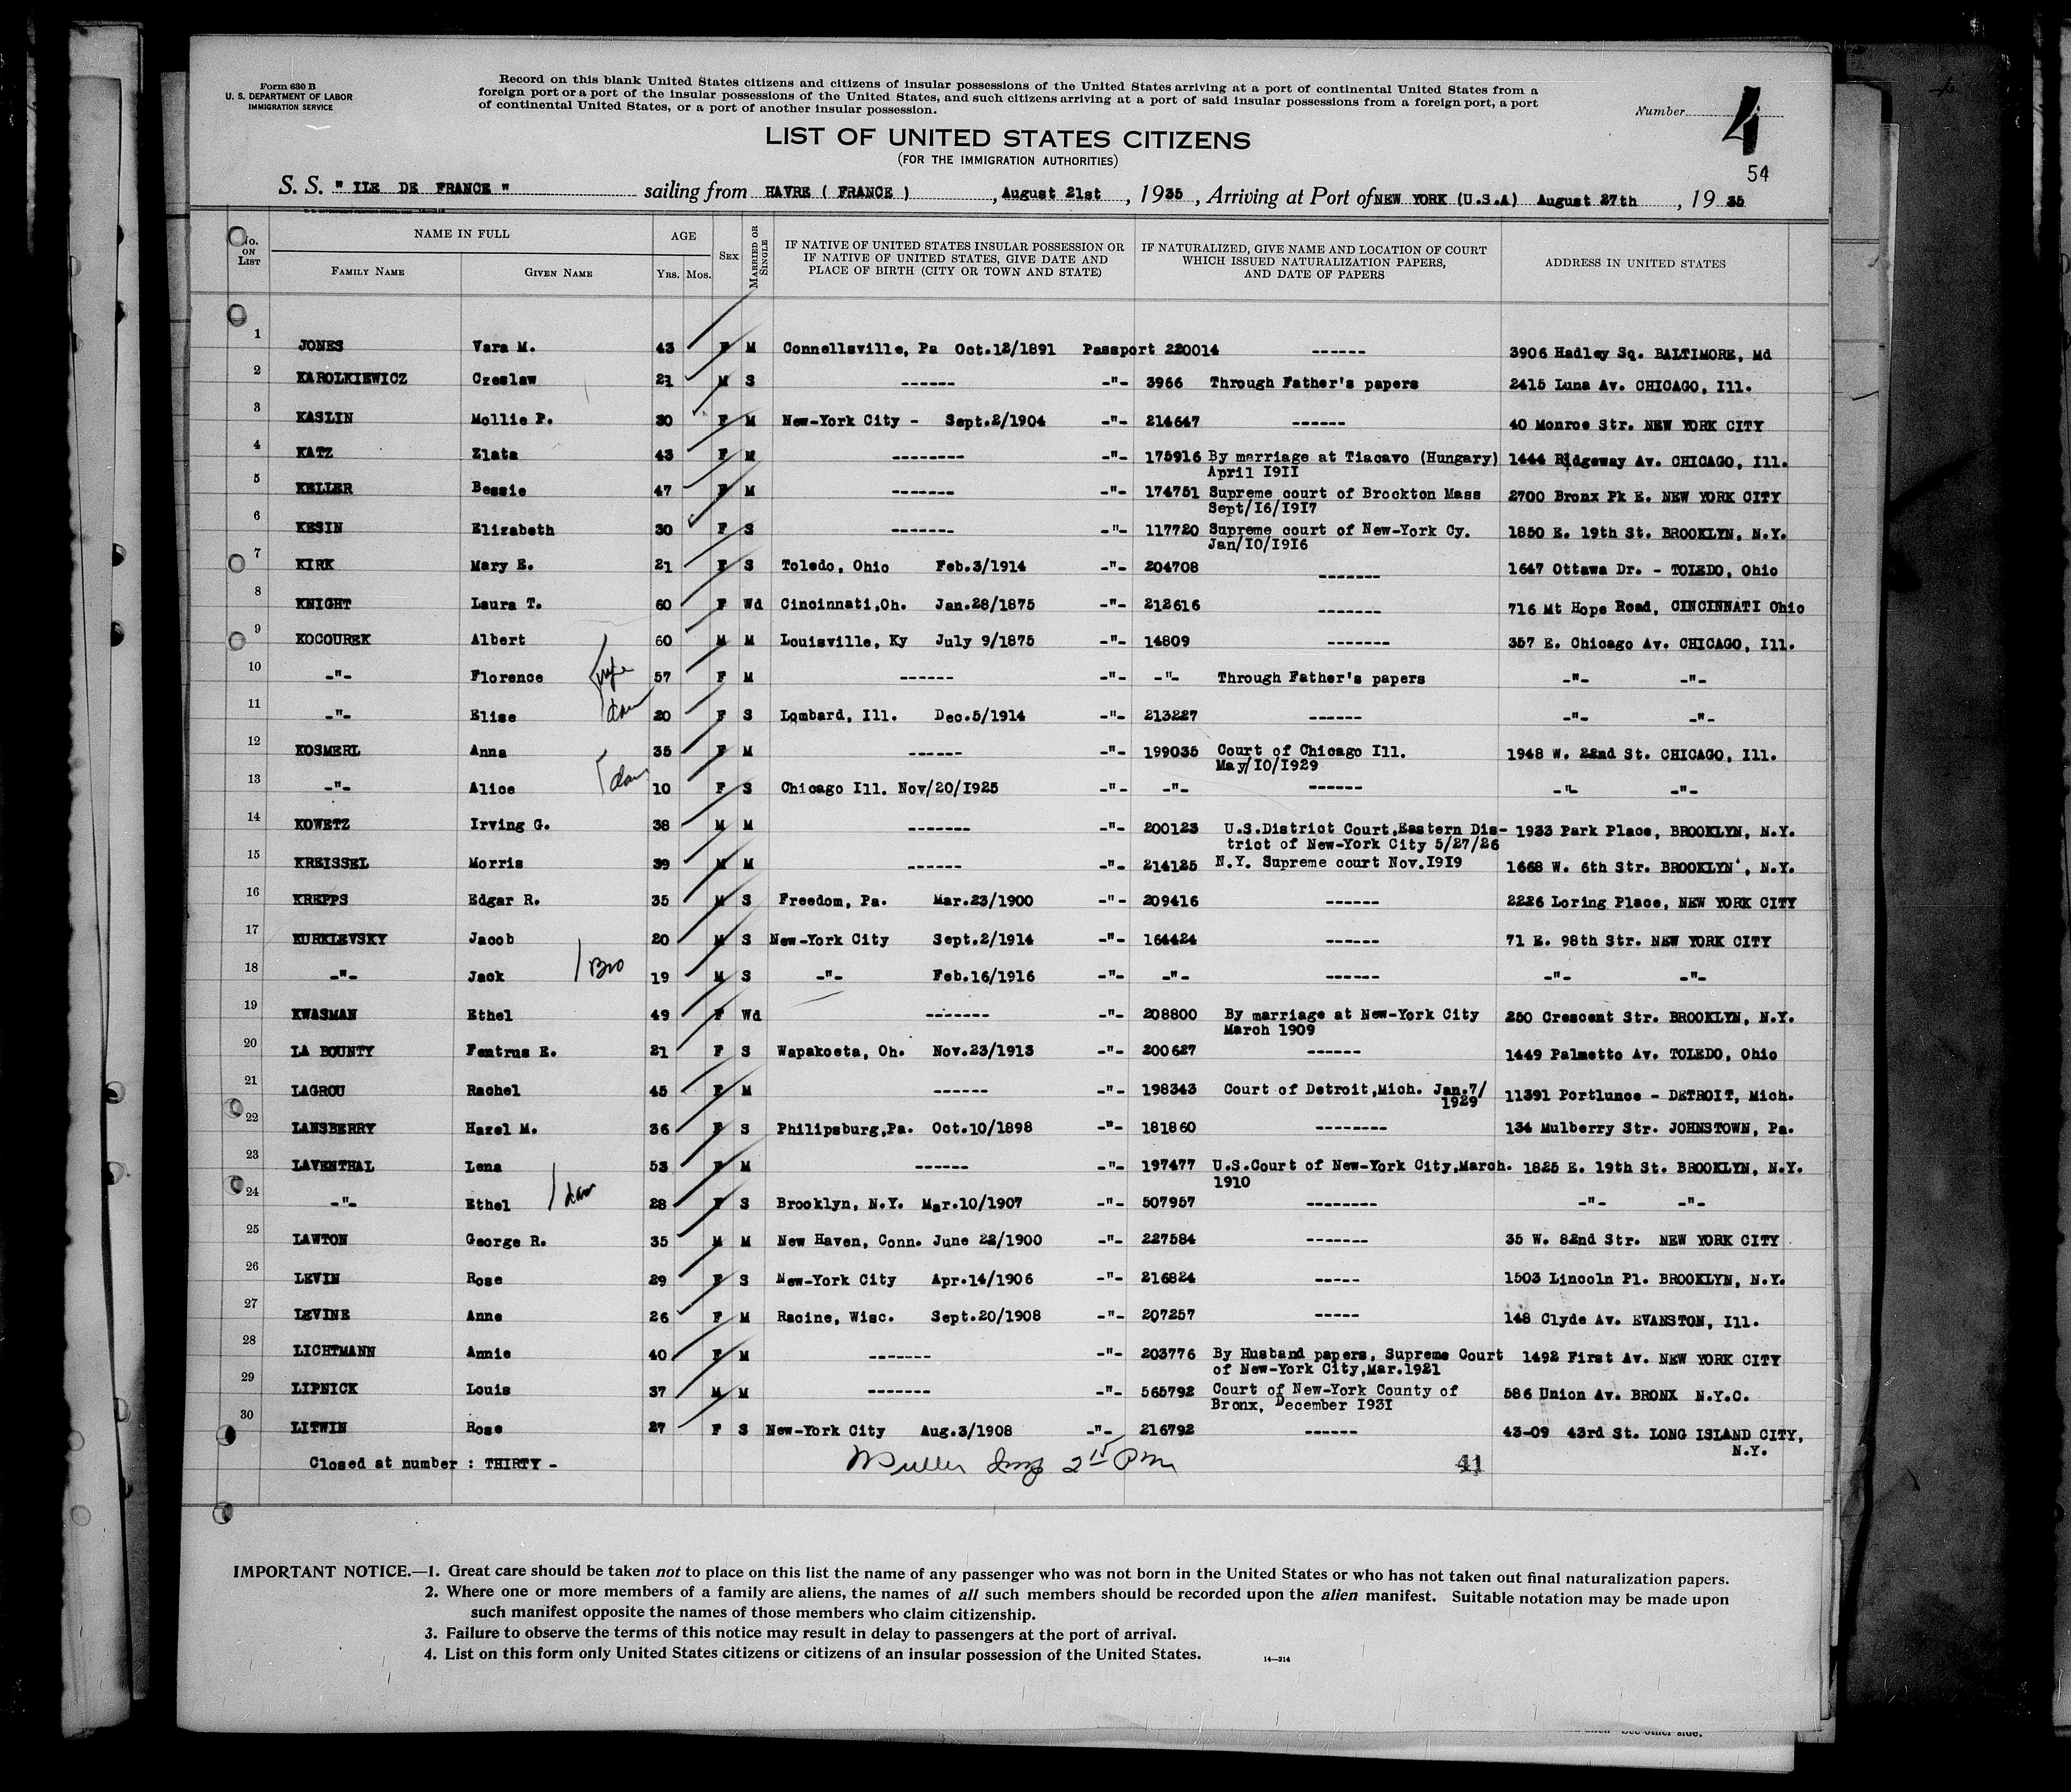 Form 630 B
U. S. DEPARTMENT OF LABOR
IMMIGRATION SERVICE
Record on this blank United States citizens and citizens of insular possessions of the United States arriving at a port of continental United States from a
foreign port or a port of the insular possessions of the United States, and such citizens arriving at a port of said insular possessions from a foreign port, a port
of continental United States, or a port of another insular possession.
Number 4
54
LIST OF UNITED STATES CITIZENS
(FOR THE IMMIGRATION AUTHORITIES)
S. S. " ILE DE FRANCE " sailing from HAVRE ( FRANCE ) , August 21st , 1935 , Arriving at Port of NEW YORK (U.S.A) August 27th , 19 35
No. ON LIST
NAME IN FULL
FAMILY NAME
GIVEN NAME
AGE
YRS. MOS.
SEX
MARRIED OR SINGLE
IF NATIVE OF UNITED STATES INSULAR POSSESSION OR
IF NATIVE OF UNITED STATES, GIVE DATE AND
PLACE OF BIRTH (CITY OR TOWN AND STATE)
IF NATURALIZED, GIVE NAME AND LOCATION OF COURT
WHICH ISSUED NATURALIZATION PAPERS,
AND DATE OF PAPERS
ADDRESS IN UNITED STATES
1 JONES Vara M. 43 F M Connellsville, Pa Oct.12/1891 Passport 220014 ------ 3906 Hadley Sq. BALTIMORE, Md
2 KAROLKIEWICZ Czeslaw 21 M S ------ -"- 3966 Through Father's papers 2415 Luna Av. CHICAGO, Ill.
3 KASLIN Mollie P. 30 F M New-York City - Sept.2/1904 -"- 214647 ------ 40 Monroe Str. NEW YORK CITY
4 KATZ Zlata 43 F M -------- -"- 175916 By marriage at Tiacavo (Hungary) 1444 Ridgeway Av. CHICAGO, Ill.
April 1911
5 KELLER Bessie 47 F M ------- -"- 174751 Supreme court of Brockton Mass 2700 Bronx Pk E. NEW YORK CITY
Sept/16/1917
6 KESIN Elizabeth 30 F S ------- -"- 117720 Supreme court of New-York Cy. 1850 E. 19th St. BROOKLYN, N.Y.
Jan/10/1916
7 KIRK Mary E. 21 F S Toledo, Ohio Feb.3/1914 -"- 204708 ------- 1647 Ottawa Dr. - TOLEDO, Ohio
8 KNIGHT Laura T. 60 F Wd Cincinnati,Oh. Jan.28/1875 -"- 212616 ------- 716 Mt Hope Road, CINCINNATI Ohio
9 KOCOUREK Albert 60 M M Louisville, Ky July 9/1875 -"- 14809 ------- 357 E. Chicago Av. CHICAGO, Ill.
10 -"- Florence wife 57 F M ------ -"- -"- Through Father's papers -"- -"-
11 -"- Elise dau 20 F S Lombard, Ill. Dec.5/1914 -"- 213227 ------ -"- -"-
12 KOSMERL Anna 35 F M ------ -"- 199035 Court of Chicago Ill. 1948 W. 22nd St. CHICAGO, Ill.
May/10/1929
13 -"- Alice dau 10 F S Chicago Ill. Nov/20/1925 -"- -"- ------ -"- -"-
14 KOWETZ Irving G. 38 M M ------- -"- 200123 U.S.District Court,Eastern Dis- 1933 Park Place, BROOKLYN, N.Y.
trict of New-York City 5/27/26
15 KREISSEL Morris 39 M M ------ -"- 214125 N.Y. Supreme court Nov.1919 1668 W. 6th Str. BROOKLYN , N.Y.
16 KREPPS Edgar R. 35 M S Freedom, Pa. Mar.23/1900 -"- 209416 ------ 2226 Loring Place, NEW YORK CITY
17 KURKLEVSKY Jacob 20 M S New-York City Sept.2/1914 -"- 164424 ------ 71 E. 98th Str. NEW YORK CITY
18 -"- Jack Bro 19 M S -"- Feb.16/1916 -"- -"- ------ -"- -"-
19 KWASMAN Ethel 49 F Wd ------- -"- 208800 By marriage at New-York City 250 Crescent Str. BROOKLYN, N.Y.
March 1909
20 LA BOUNTY Fentrus E. 21 F S Wapakoeta, Oh. Nov.23/1913 -"- 200627 ------ 1449 Palmetto Av. TOLEDO, Ohio
21 LAGROU Rachel 45 F M ------ -"- 198343 Court of Detroit,Mich. Jan.7/ 11391 Portlunce - DETROIT, Mich.
1929
22 LANSBERRY Hazel M. 36 F S Philipsburg,Pa. Oct.10/1898 -"- 181860 -------- 134 Mulberry Str. JOHNSTOWN, Pa.
23 LAVENTHAL Lena 53 F M ------ -"- 197477 U.S.Court of New-York City,March. 1825 E. 19th St. BROOKLYN, N.Y.
1910
24 -"- Ethel dau 28 F S Brooklyn, N.Y. Mar.10/1907 -"- 507957 -------- -"- -"-
25 LAWTON George R. 35 M M New Haven, Conn. June 22/1900 -"- 227584 ------- 35 W. 82nd Str. NEW YORK CITY
26 LEVIN Rose 29 F S New-York City Apr.14/1906 -"- 216824 ----- 1503 Lincoln Pl. BROOKLYN, N.Y.
27 LEVINE Anne 26 F M Racine, Wisc. Sept.20/1908 -"- 207257 ----- 148 Clyde Av. EVANSTON, Ill.
28 LICHTMANN Annie 40 F M ------- -"- 203776 By Husband papers, Supreme Court 1492 First Av. NEW YORK CITY
of New-York City,Mar.1921
29 LIPNICK Louis 37 M M ------- -"- 565792 Court of New-York County of 586 Union Av. BRONX N.Y.C.
Bronx, December 1931
30 LITWIN Rose 27 F S New-York City Aug.3/1908 -"- 216792 ------ 43-09 43rd St. LONG ISLAND CITY,
N.Y.
Closed at number : THIRTY - 2 15 Pm 41
IMPORTANT NOTICE.—1. Great care should be taken not to place on this list the name of any passenger who was not born in the United States or who has not taken out final naturalization papers.
2. Where one or more members of a family are aliens, the names of all such members should be recorded upon the alien manifest. Suitable notation may be made upon
such manifest opposite the names of those members who claim citizenship.
3. Failure to observe the terms of this notice may result in delay to passengers at the port of arrival.
4. List on this form only United States citizens or citizens of an insular possession of the United States.
14—214